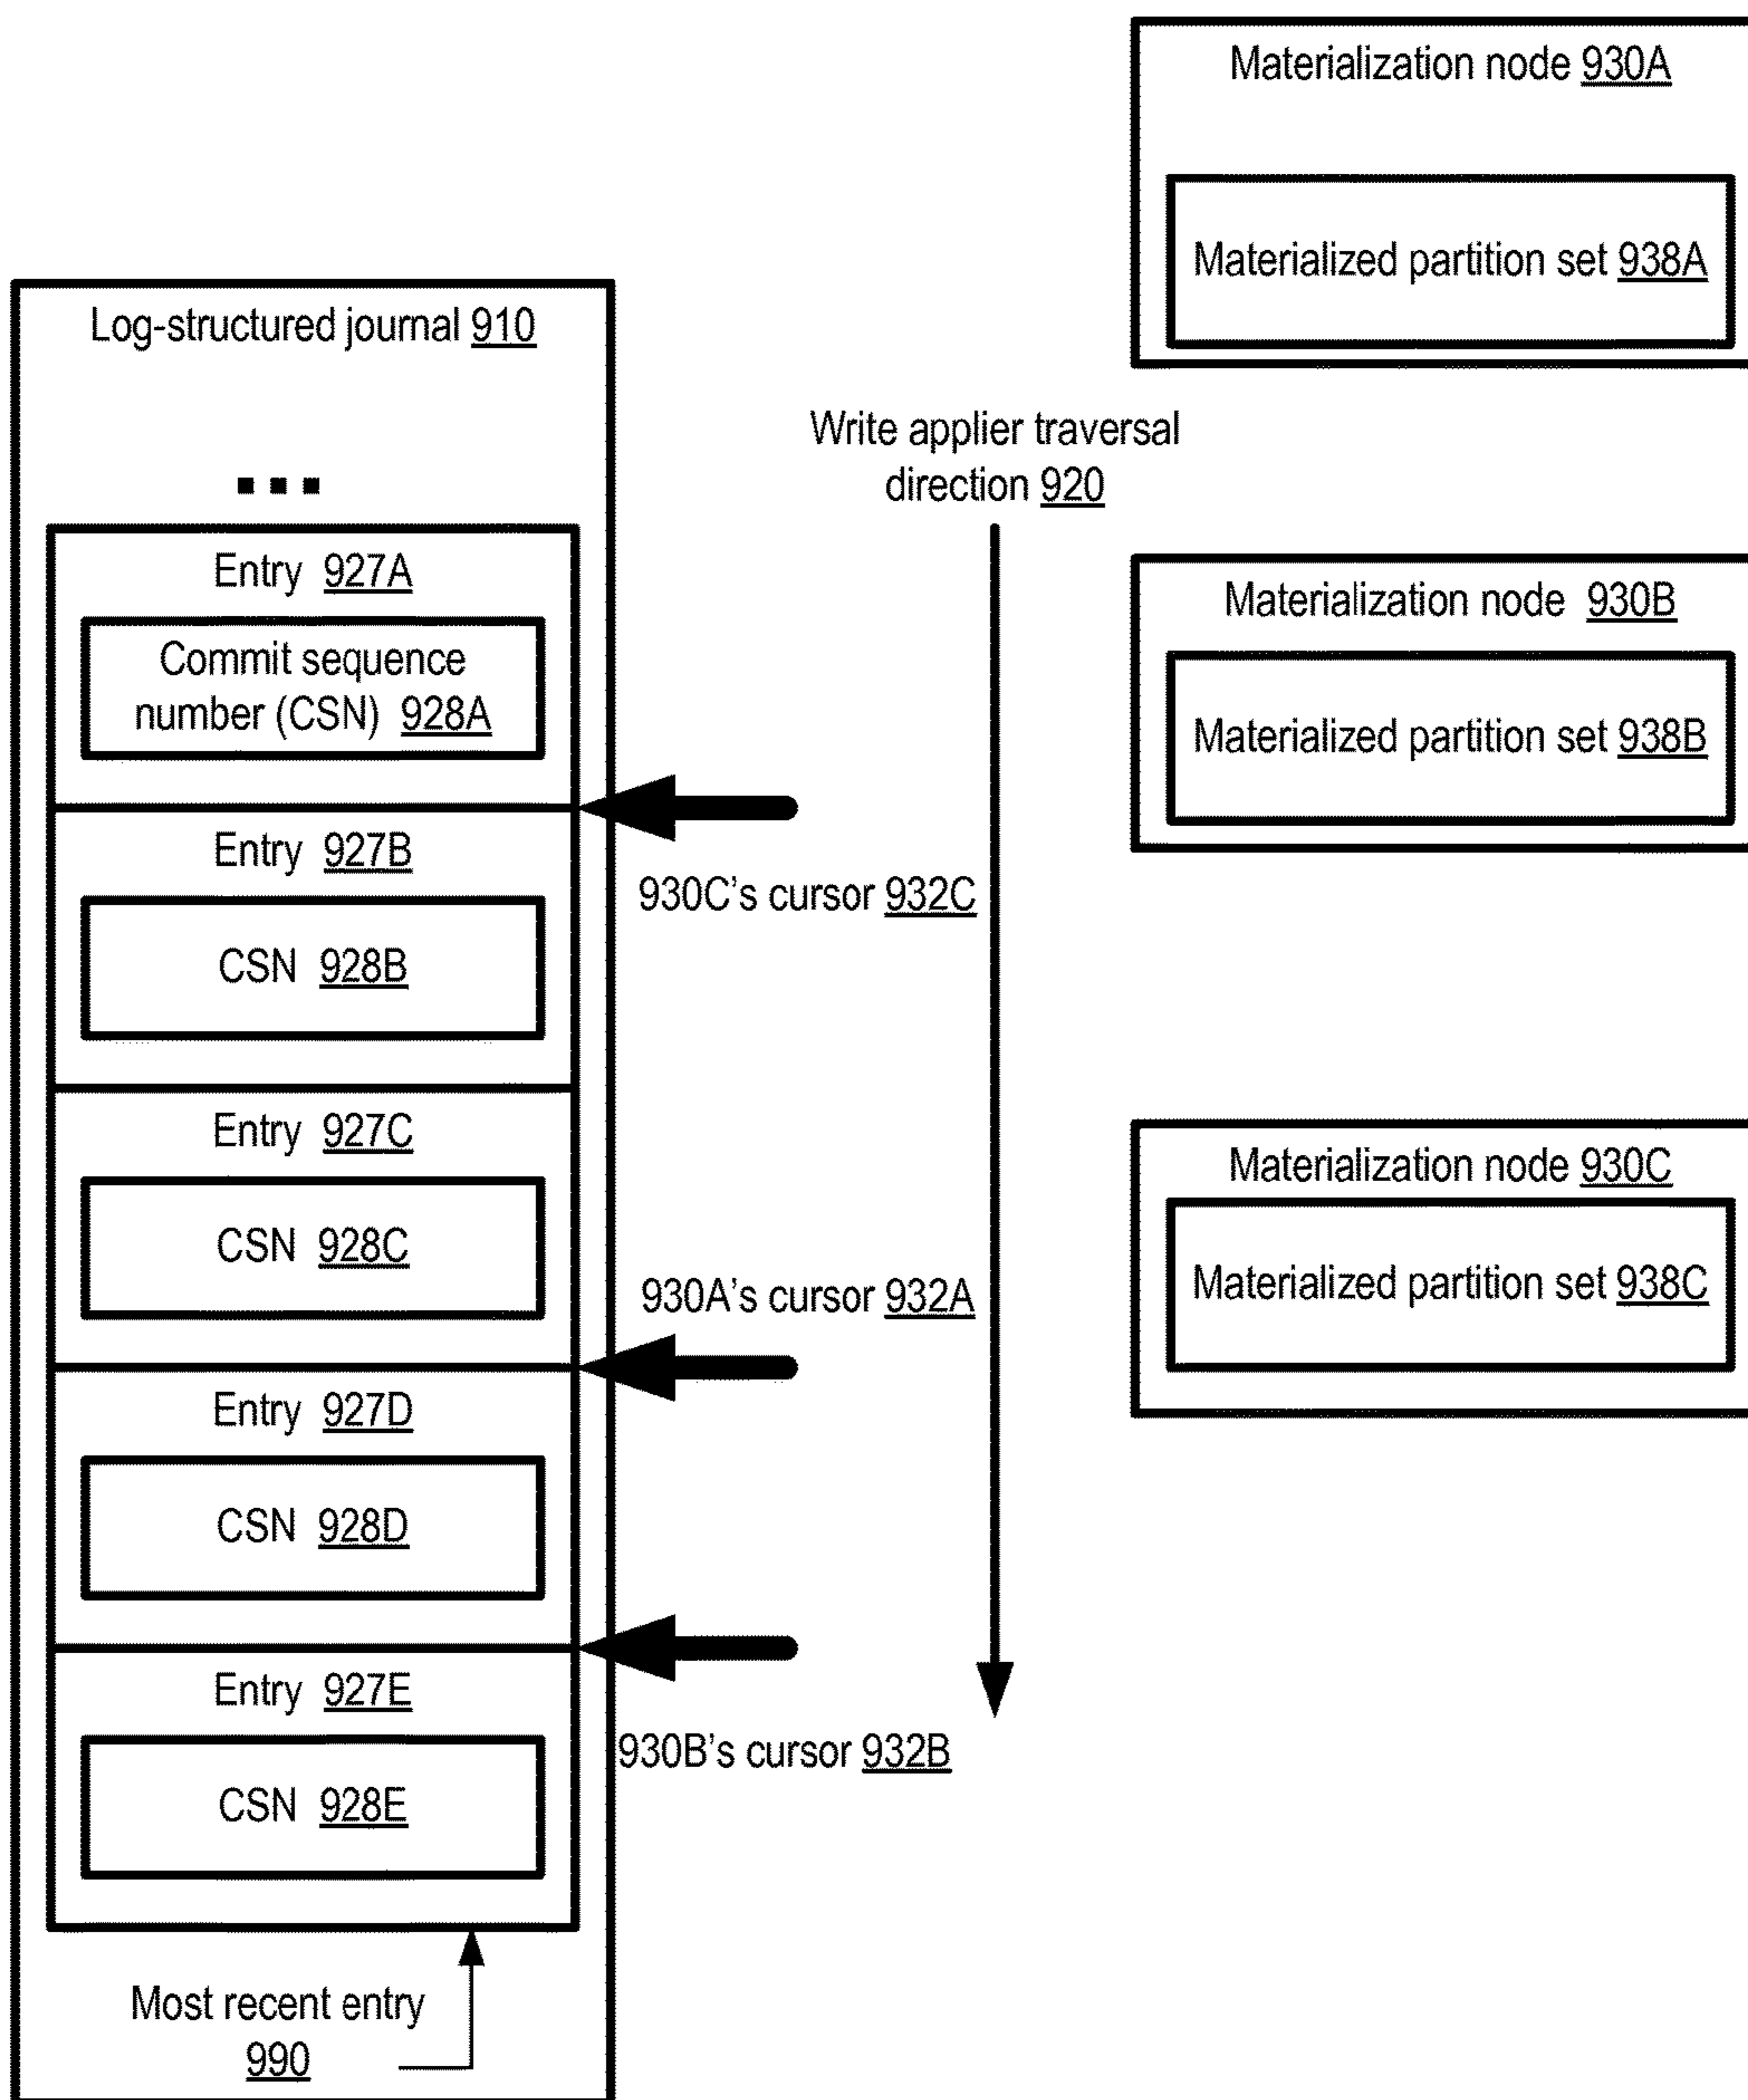 Materialization node 930A
Materialized partition set 938A
Log-structured journal 910
Write applier traversal
direction 920
Entry 927A
Commit sequence
number (CSN) 928A
Materialization node 930B
Materialized partition set 938B
Entry 927B
930C's cursor 932C
CSN 928B
Entry 927C
Materialization node 930C
CSN 928C
930A's cursor 932A
Materialized partition set 938C
Entry 927D
CSN 928D
Entry 927E
930B's cursor 932B
CSN 928E
Most recent entry
990